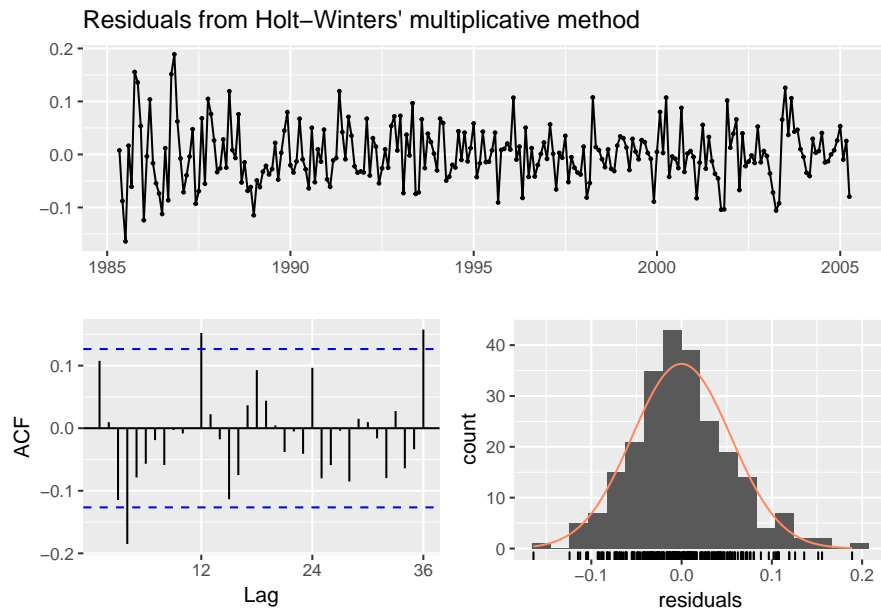 Residuals from Holt−Winters' multiplicative method
0.2
0.1
0.0
−0.1
1985 1990 1995 2000 2005
ACF
0.1
0.0
−0.1
−0.2
12 24 36
Lag
count
40
30
20
10
0
−0.1 0.0 0.1 0.2
residuals